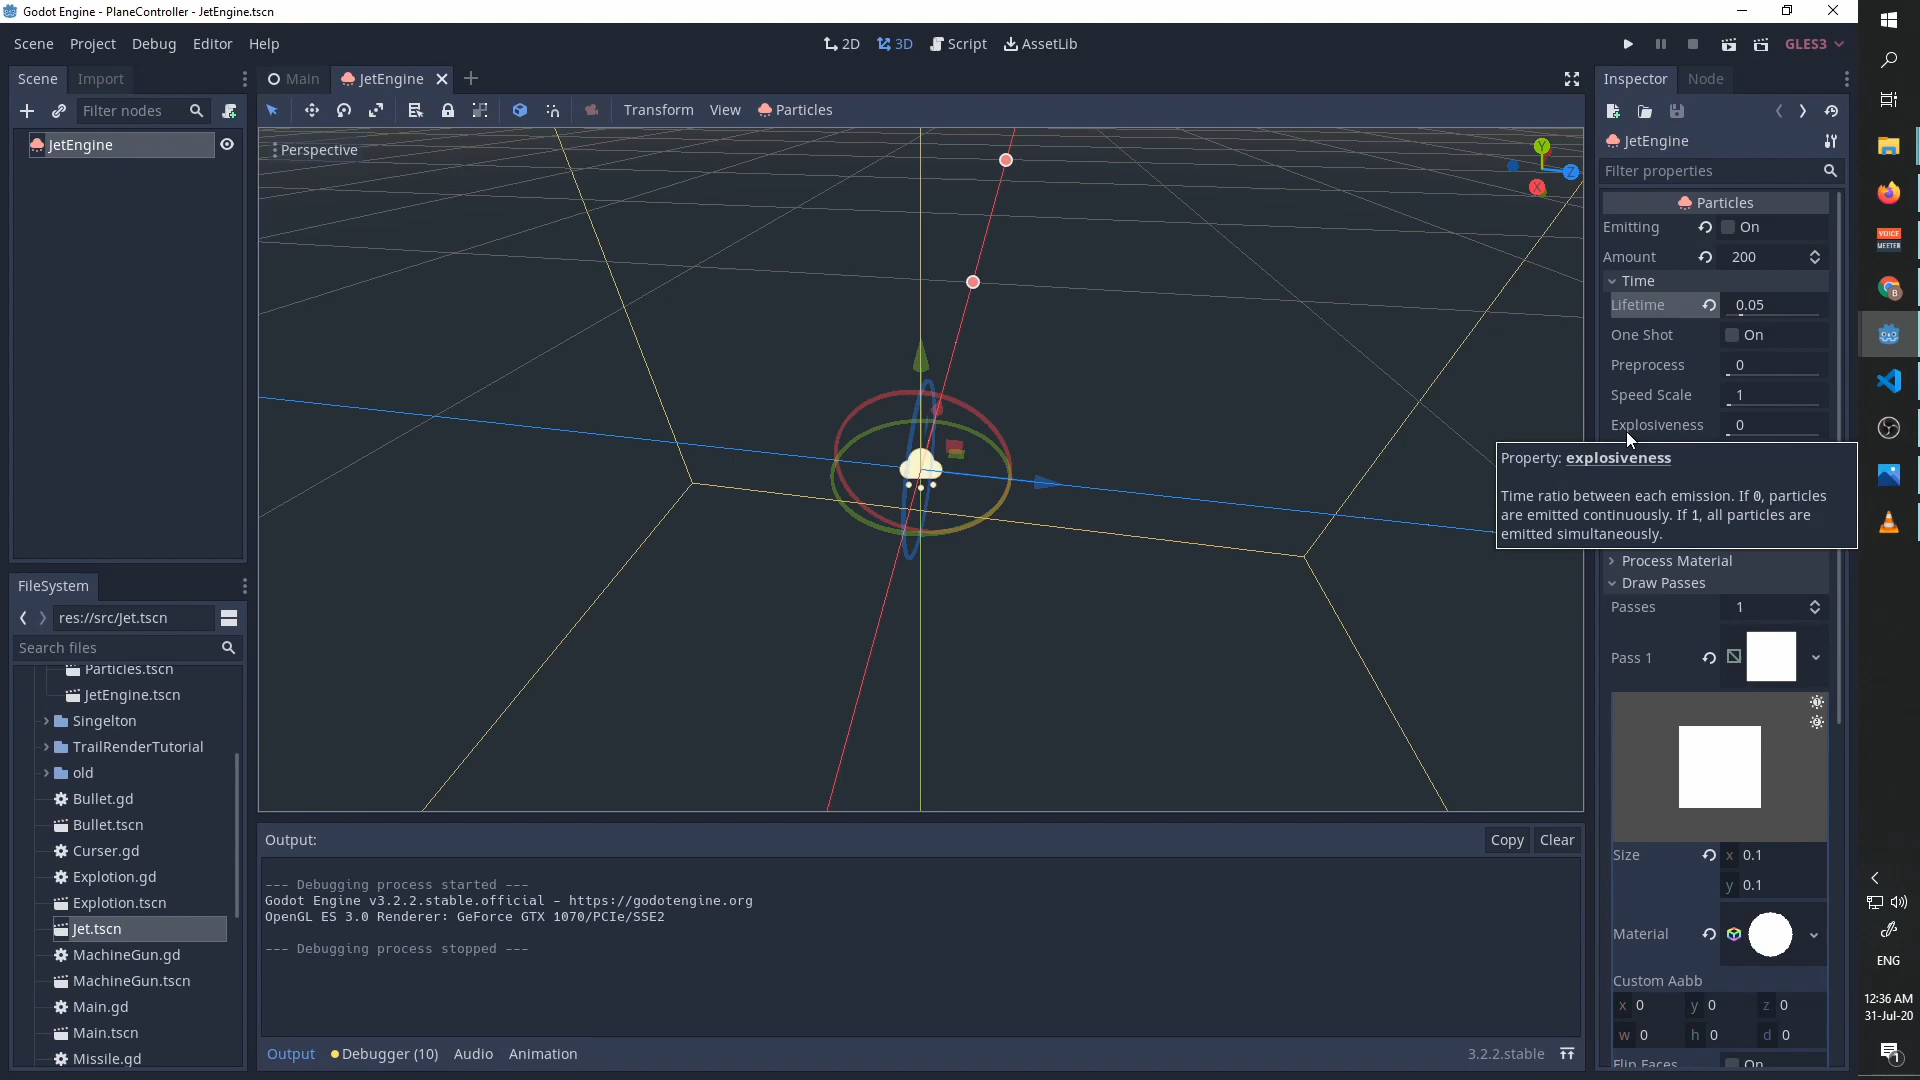 Godot Engine - PlaneController - JetEngine.tscn
Scene Project Debug Editor Help
2D 3D Script AssetLib
GLES3
Scene Import
Filter nodes
JetEngine
Main JetEngine
Transform View Particles
Perspective
Y
Z
X
Inspector Node
JetEngine
Filter properties
Particles
Emitting On
Amount 200
Time
Lifetime 0.05
One Shot On
Preprocess 0
Speed Scale 1
Explosiveness 0
Property: explosiveness
Time ratio between each emission. If 0, particles
are emitted continuously. If 1, all particles are
emitted simultaneously.
Process Material
Draw Passes
Passes 1
Pass 1
Size x 0.1
y 0.1
Material
Custom Aabb
x 0 y 0 z 0
w 0 h 0 d 0
Flip Faces On
FileSystem
res://src/Jet.tscn
Search files
Particles.tscn
JetEngine.tscn
Singelton
TrailRenderTutorial
old
Bullet.gd
Bullet.tscn
Curser.gd
Explotion.gd
Explotion.tscn
Jet.tscn
MachineGun.gd
MachineGun.tscn
Main.gd
Main.tscn
Missile.gd
Output:
Copy Clear
--- Debugging process started ---
Godot Engine v3.2.2.stable.official - https://godotengine.org
OpenGL ES 3.0 Renderer: GeForce GTX 1070/PCIe/SSE2
--- Debugging process stopped ---
Output Debugger (10) Audio Animation
3.2.2.stable
VOICE
MEETER
ENG
12:36 AM
31-Jul-20
1